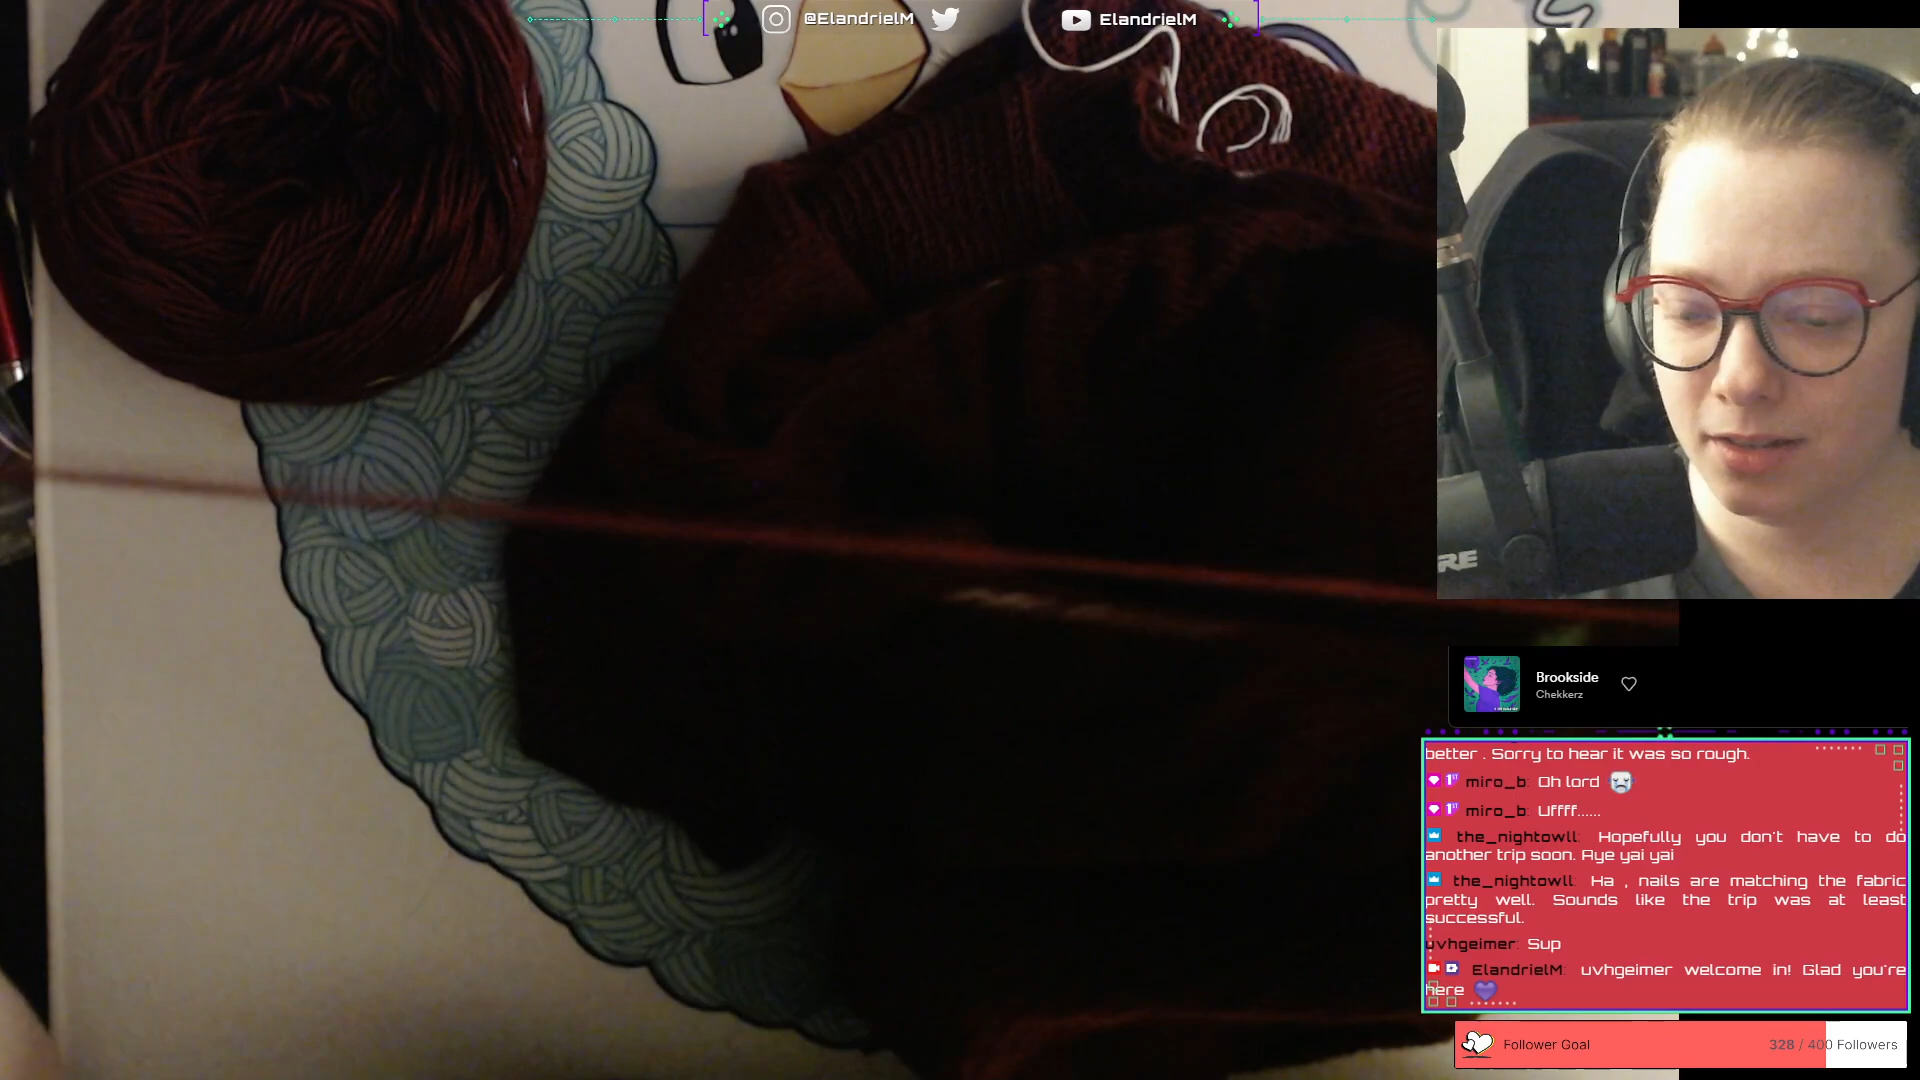 @ElandrielM
ElandrielM
RE
Brookside
Chekkerz
better . Sorry to hear it was so rough.
miro_b: Oh lord
miro_b: Uffff......
the_nightowll: Hopefully you don't have to do
another trip soon. Aye yai yai
the_nightowll: Ha , nails are matching the fabric
pretty well. Sounds like the trip was at least
successful.
uvhgeimer: Sup
ElandrielM: uvhgeimer welcome in! Glad you're
here
Follower Goal
328 / 400 Followers